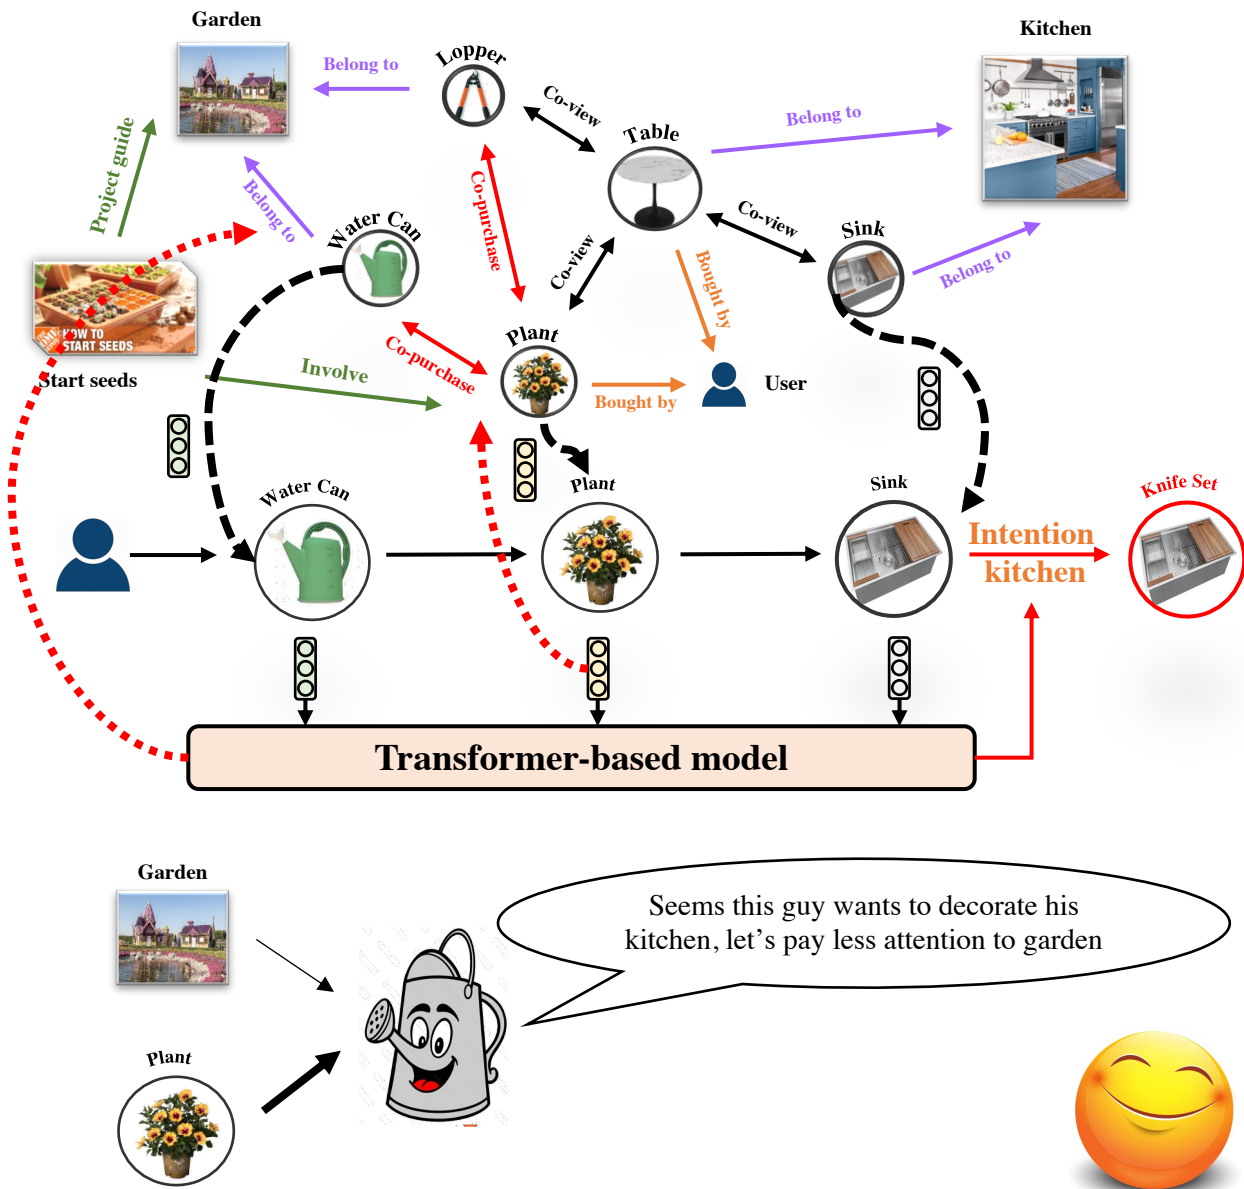 Garden
Lopper
Kitchen
Belong to
Co-view
Table
Belong to
Project guide
Belong to
Water Can
Co-purchase
Co-view
Co-view
Sink
Belong to
HOW TO
START SEEDS
Start seeds
Involve
Co-purchase
Plant
Bought by
Bought by
User
Water Can
Plant
Sink
Knife Set
Intention
kitchen
Transformer-based model
Garden
Seems this guy wants to decorate his
kitchen, let's pay less attention to garden
Plant